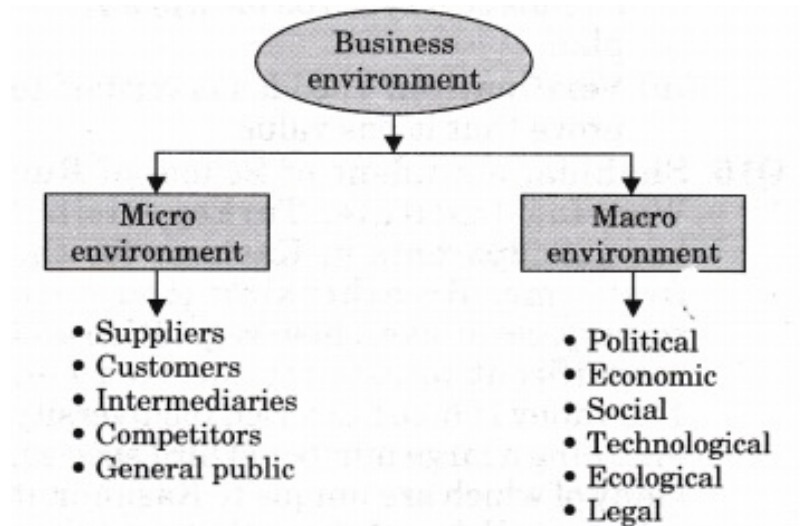 Business
environment
Micro
environment
Macro
environment
• Suppliers
• Customers
• Intermediaries
• Competitors
• General public
• Political
• Economic
• Social
• Technological
• Ecological
• Legal